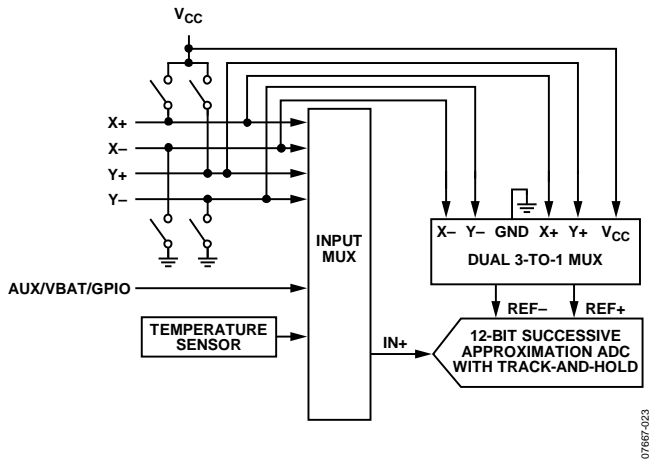 VCC
X+
X–
Y+
Y–
INPUT
MUX
X– Y– GND X+ Y+ VCC
DUAL 3-TO-1 MUX
AUX/VBAT/GPIO
REF– REF+
TEMPERATURE
SENSOR
IN+
12-BIT SUCCESSIVE
APPROXIMATION ADC
WITH TRACK-AND-HOLD
07667-023